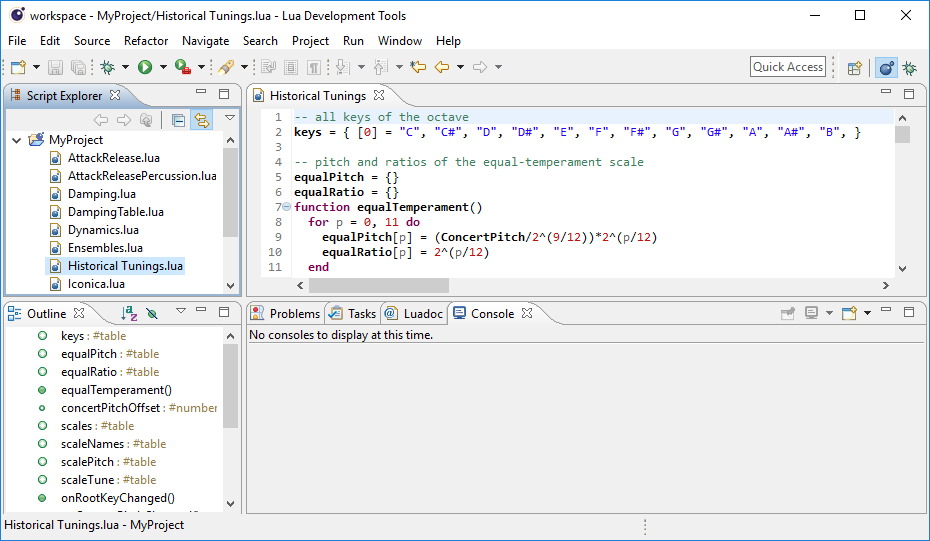 workspace - MyProject/Historical Tunings.lua - Lua Development Tools
File Edit Source Refactor Navigate Search Project Run Window Help
Quick Access
Script Explorer
MyProject
AttackRelease.lua
AttackReleasePercussion.lua
Damping.lua
DampingTable.lua
Dynamics.lua
Ensembles.lua
Historical Tunings.lua
Iconica.lua
Historical Tunings
1 -- all keys of the octave
2 keys = { [0] = "C", "C#", "D", "D#", "E", "F", "F#", "G", "G#", "A", "A#", "B", }
3
4 -- pitch and ratios of the equal-temperament scale
5 equalPitch = {}
6 equalRatio = {}
7 function equalTemperament()
8 for p = 0, 11 do
9 equalPitch[p] = (ConcertPitch/2^(9/12))*2^(p/12)
10 equalRatio[p] = 2^(p/12)
11 end
Outline
keys : #table
equalPitch : #table
equalRatio : #table
equalTemperament()
concertPitchOffset : #number
scales : #table
scaleNames : #table
scalePitch : #table
scaleTune : #table
onRootKeyChanged()
Problems Tasks Luadoc Console
No consoles to display at this time.
Historical Tunings.lua - MyProject